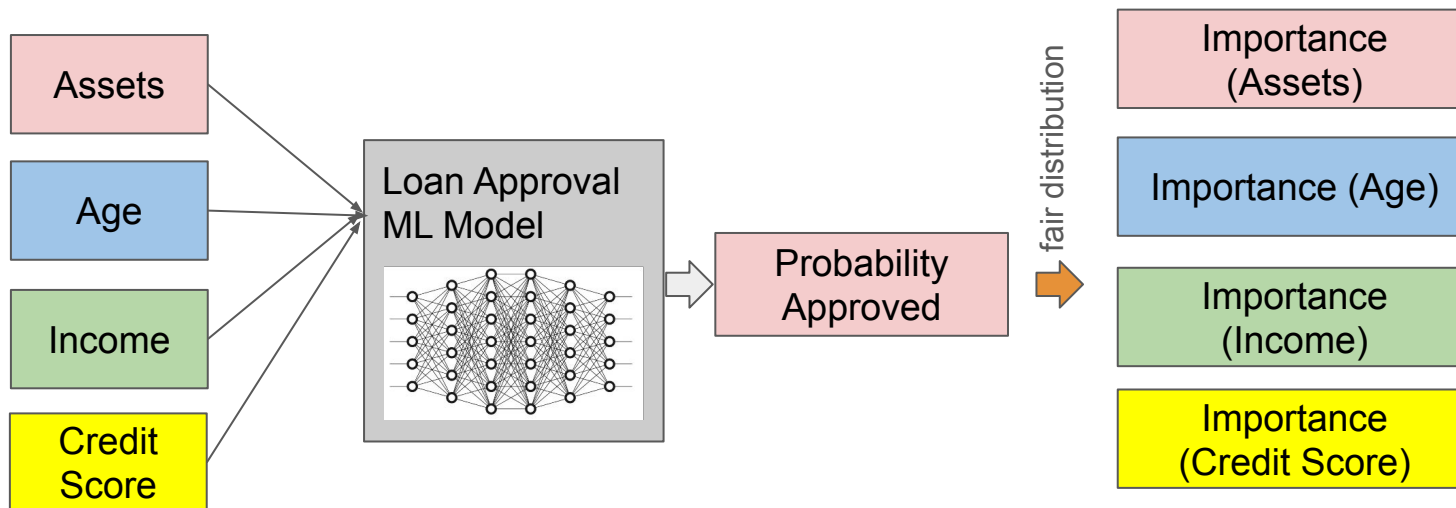 Assets
Age
Income
Credit
Score
Loan Approval
ML Model
Probability
Approved
fair distribution
Importance
(Assets)
Importance (Age)
Importance
(Income)
Importance
(Credit Score)